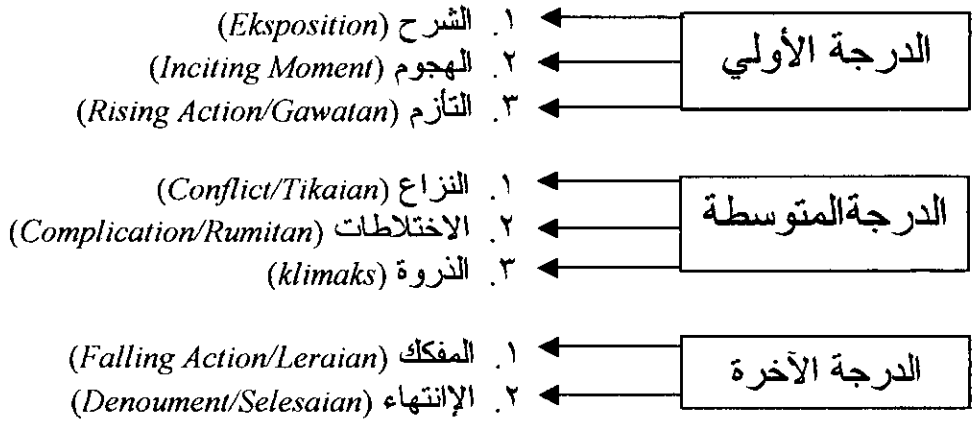 الدرجة الأولي
١. الشرح (Eksposition)
٢. الهجوم (Inciting Moment)
٣. التأزم (Rising Action/Gawatan)
الدرجةالمتوسطة
١. النزاع (Conflict/Tikaian)
٢. الاختلاطات (Complication/Rumitan)
٣. الذروة (klimaks)
الدرجة الآخرة
١. المفكك (Falling Action/Leraian)
٢. الإانتهاء (Denoument/Selesaian)